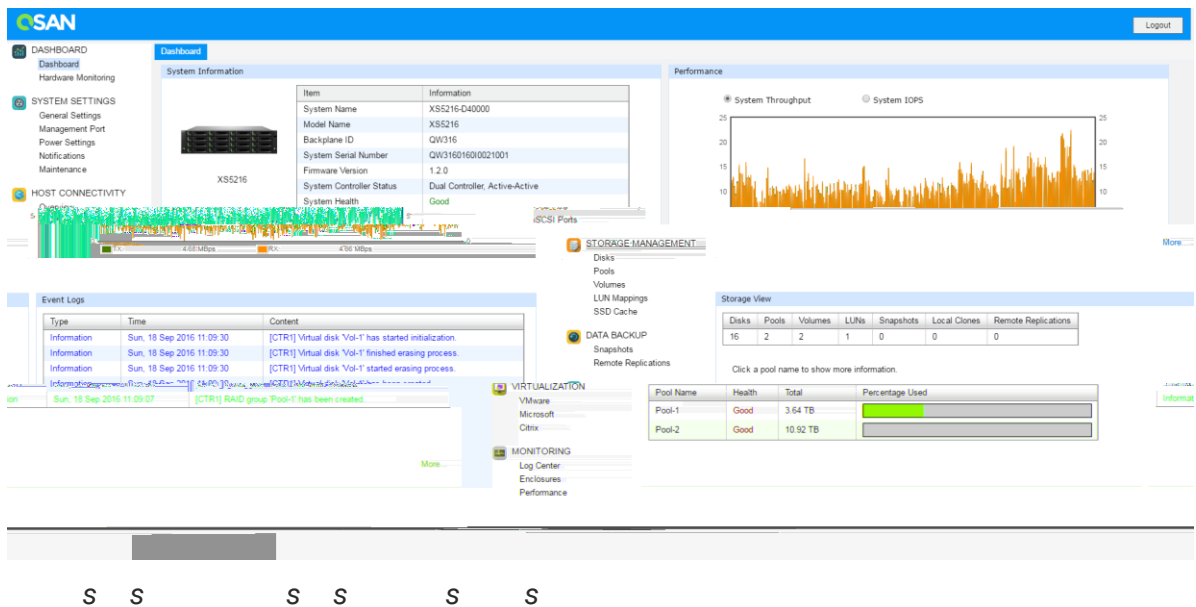 QSAN
Logout
DASHBOARD
Dashboard
Hardware Monitoring
SYSTEM SETTINGS
General Settings
Management Port
Power Settings
Notifications
Maintenance
HOST CONNECTIVITY
Dashboard
System Information
XS5216
Item Information
System Name XS5216-D40000
Model Name XS5216
Backplane ID QW316
System Serial Number QW3160160I0021001
Firmware Version 1.2.0
System Controller Status Dual Controller, Active-Active
System Health Good
Performance
System Throughput System IOPS
25 25
20 20
15 15
10 10
5
TX: 4.68 MBps RX:
iSCSI Ports
STORAGE MANAGEMENT
Disks
Pools
Volumes
LUN Mappings
SSD Cache
DATA BACKUP
Snapshots
Remote Replications
More...
Event Logs
Type Time Content
Information Sun, 18 Sep 2016 11:09:30 [CTR1] Virtual disk 'Vol-1' has started initialization.
Information Sun, 18 Sep 2016 11:09:30 [CTR1] Virtual disk 'Vol-1' finished erasing process.
Information Sun, 18 Sep 2016 11:09:30 [CTR1] Virtual disk 'Vol-1' started erasing process.
Sun, 18 Sep 2016 11:09:07 [CTR1] RAID group 'Pool-1' has been created.
More...
Storage View
Disks Pools Volumes LUNs Snapshots Local Clones Remote Replications
16 2 2 1 0 0 0
Click a pool name to show more information.
Pool Name Health Total Percentage Used
Pool-1 Good 3.64 TB
Pool-2 Good 10.92 TB
VIRTUALIZATION
VMware
Microsoft
Citrix
MONITORING
Log Center
Enclosures
Performance
s s s s s s